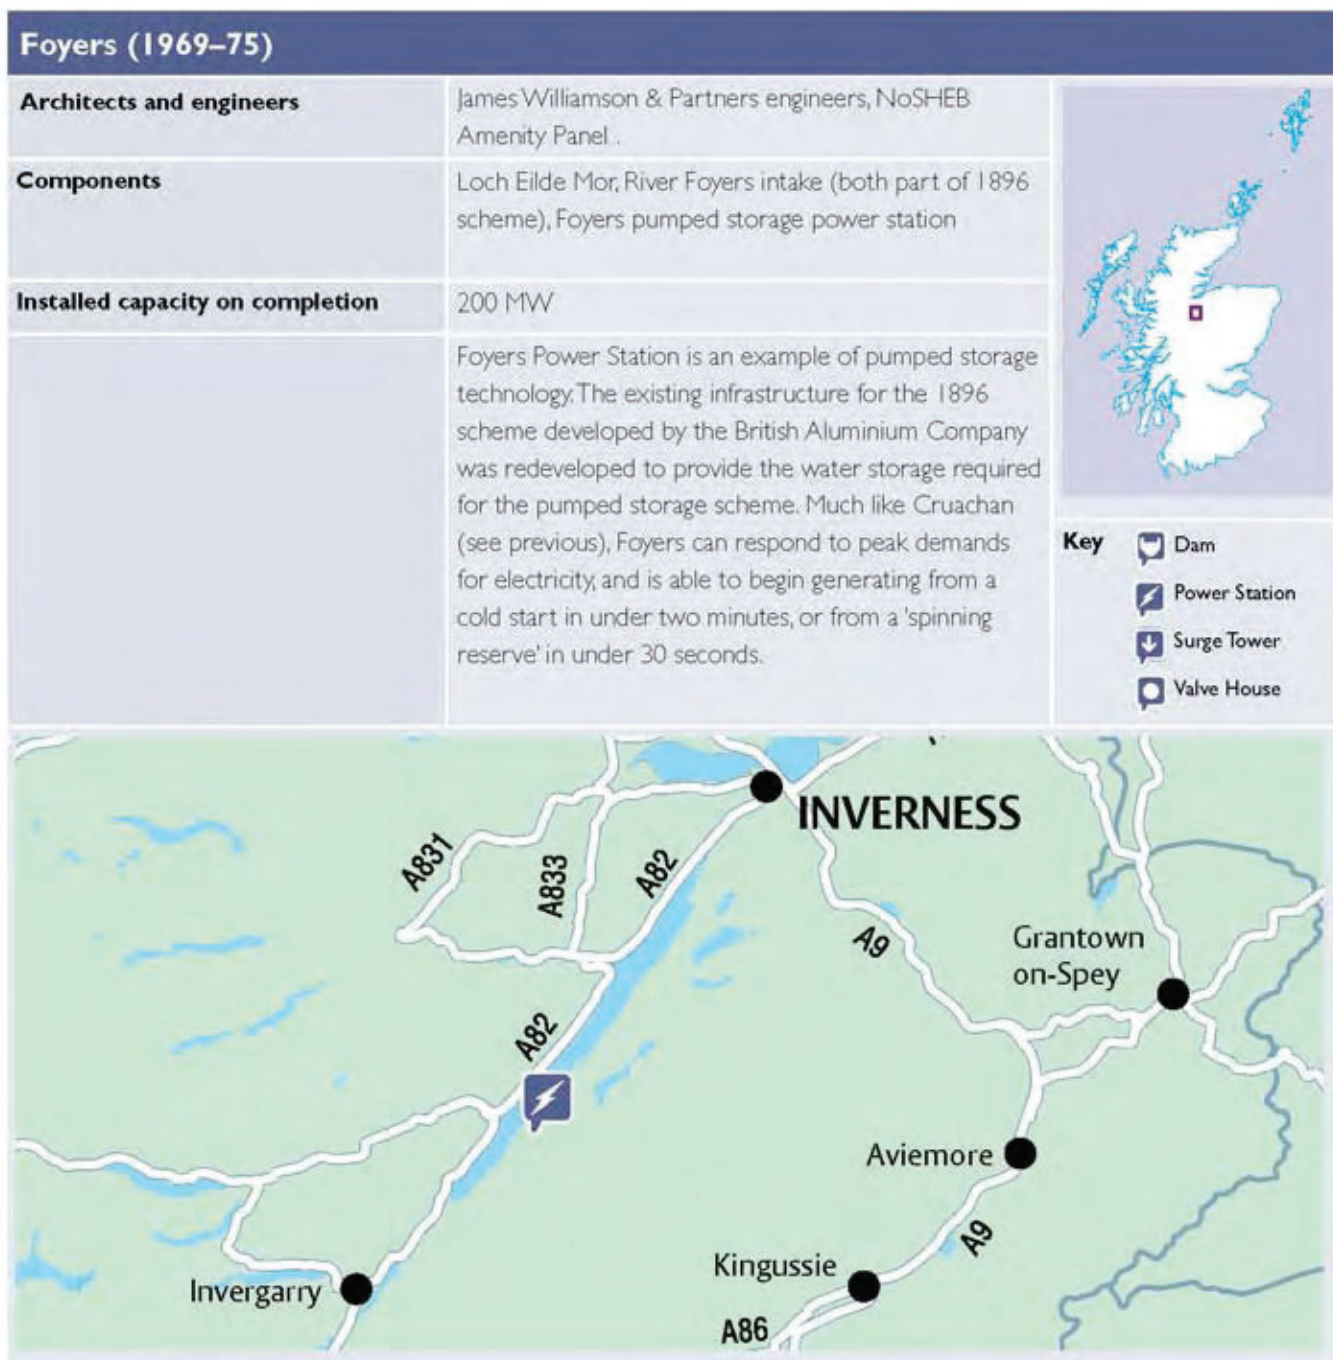 Foyers (1969–75)
Architects and engineers
James Williamson & Partners engineers, NoSHEB
Amenity Panel .
Components
Loch Eilde Mor, River Foyers intake (both part of 1896
scheme), Foyers pumped storage power station
Installed capacity on completion
200 MW
Foyers Power Station is an example of pumped storage
technology. The existing infrastructure for the 1896
scheme developed by the British Aluminium Company
was redeveloped to provide the water storage required
for the pumped storage scheme. Much like Cruachan
(see previous), Foyers can respond to peak demands
for electricity, and is able to begin generating from a
cold start in under two minutes, or from a 'spinning
reserve' in under 30 seconds.
Key
Dam
Power Station
Surge Tower
Valve House
INVERNESS
A831
A833
A82
A9
Grantown
on-Spey
A82
Aviemore
A9
Kingussie
Invergarry
A86